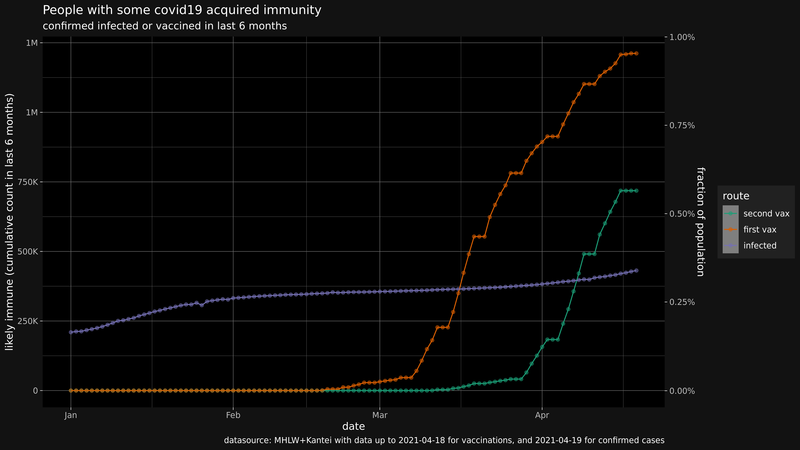 People with some covid19 acquired immunity
confirmed infected or vaccined in last 6 months
likely immune (cumulative count in last 6 months)
1M
1M
750K
500K
250K
0
1.00%
0.75%
0.50%
0.25%
0.00%
fraction of population
route
second vax
first vax
infected
Jan
Feb
Mar
Apr
date
datasource: MHLW+Kantei with data up to 2021-04-18 for vaccinations, and 2021-04-19 for confirmed cases